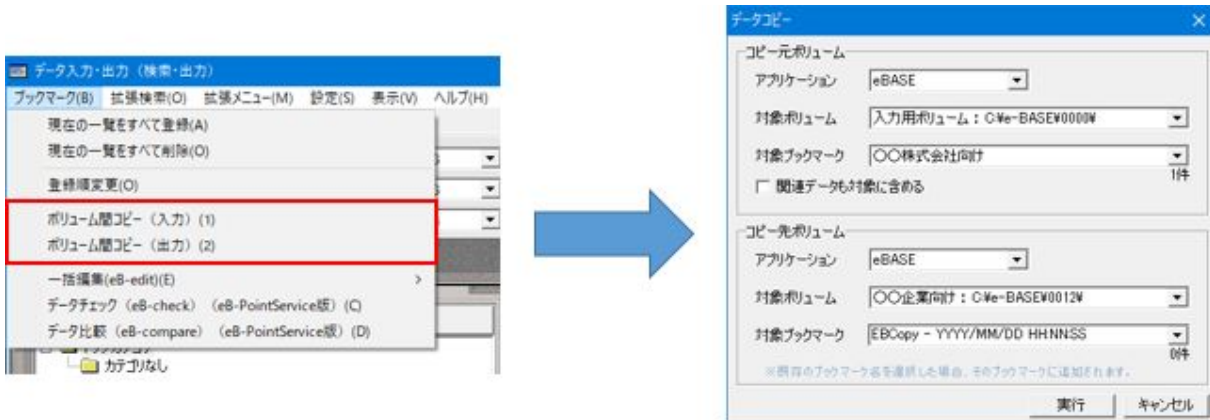 データ入力・出力（検索・出力）
ブックマーク(B) 拡張検索(O) 拡張メニュー(M) 設定(S) 表示(V) ヘルプ(H)
現在の一覧をすべて登録(A)
現在の一覧をすべて削除(O)
登録順変更(O)
ボリューム間コピー（入力）(1)
ボリューム間コピー（出力）(2)
一括編集(eB-edit)(E)
データチェック（eB-check）（eB-PointService版）(C)
データ比較（eB-compare）（eB-PointService版）(D)
カテゴリなし
データコピー
コピー元ボリューム
アプリケーション eBASE
対象ボリューム 入力用ボリューム：C:¥e-BASE¥0000¥
対象ブックマーク 〇〇株式会社向け
1件
関連データも対象に含める
コピー先ボリューム
アプリケーション eBASE
対象ボリューム 〇〇企業向け：C:¥e-BASE¥0012¥
対象ブックマーク EBCopy - YYYY/MM/DD HH:NN:SS
0件
※既存のブックマーク名を選択した場合、そのブックマークに追加されます。
実行 キャンセル